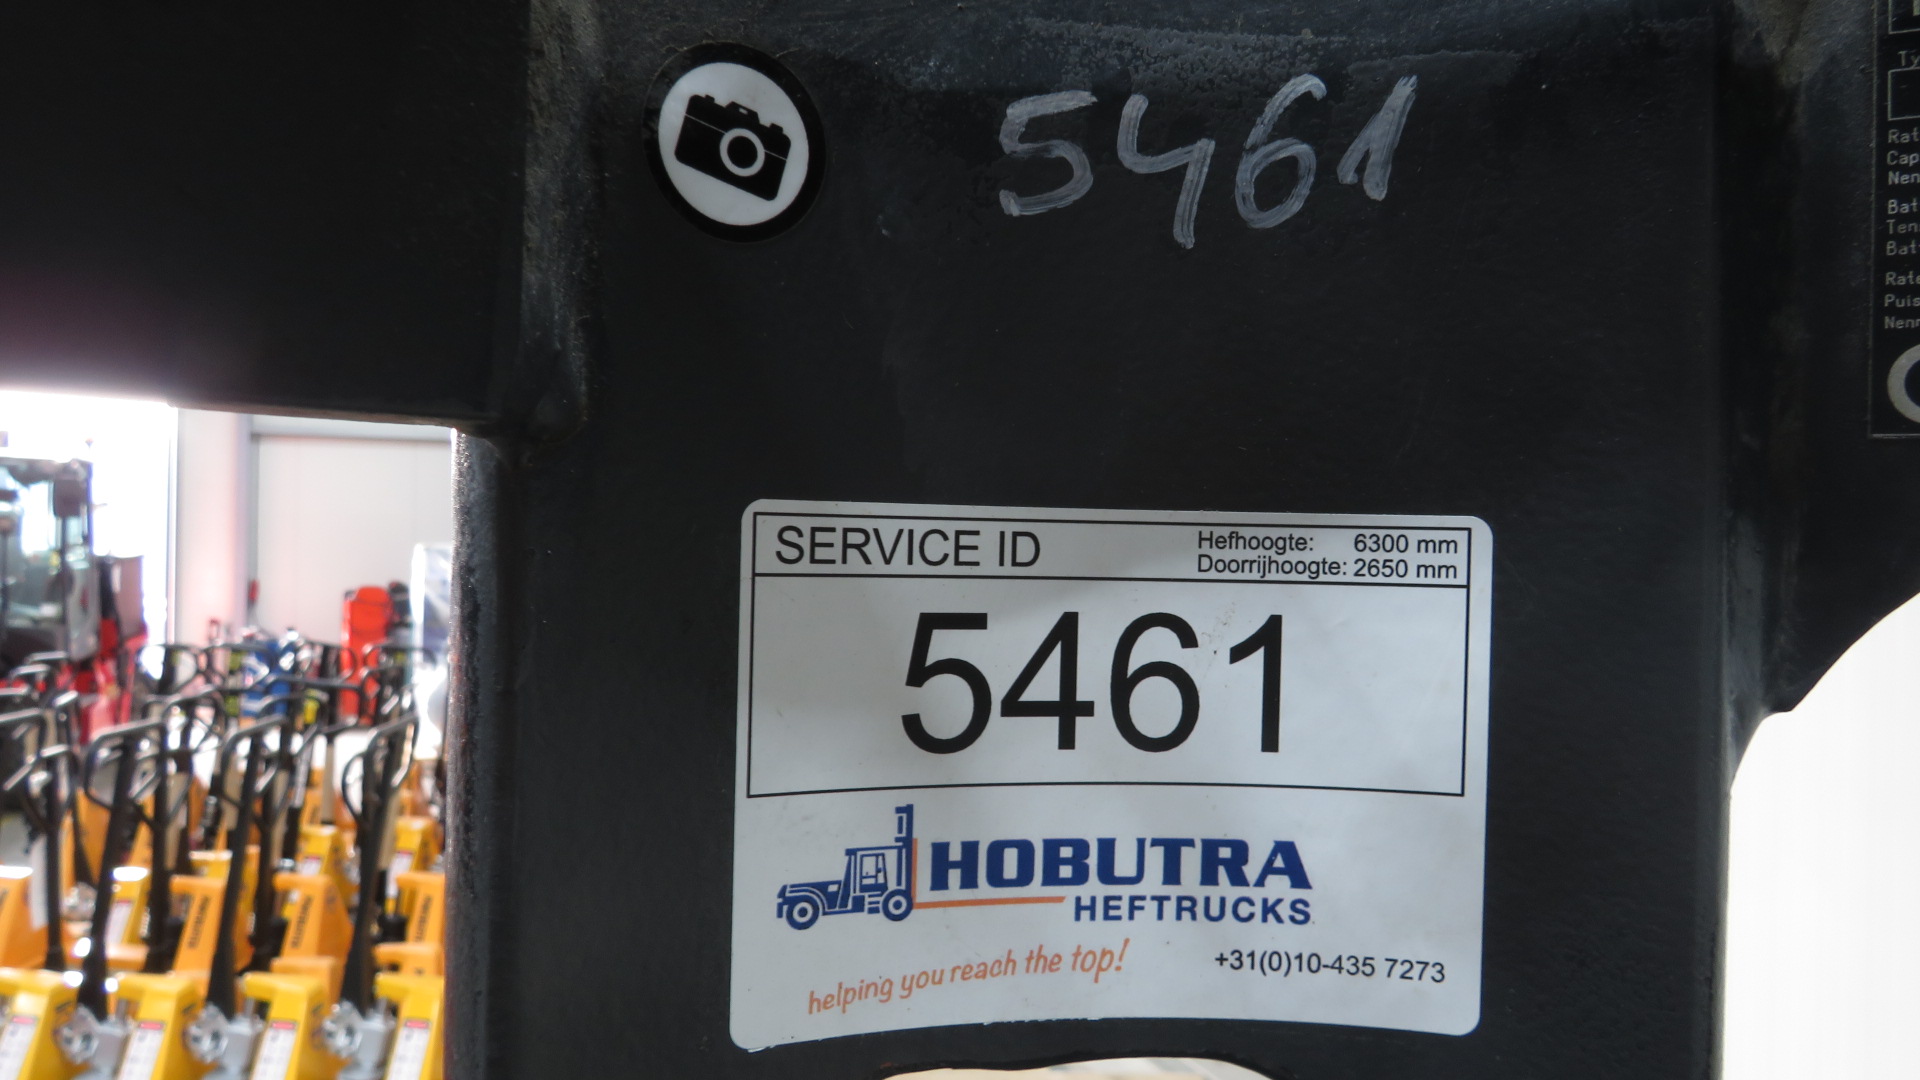 5461
SERVICE ID
Hefhoogte: 6300 mm
Doorrijhoogte: 2650 mm
5461
HOBUTRA
HEFTRUCKS
helping you reach the top!
+31(0)10-435 7273